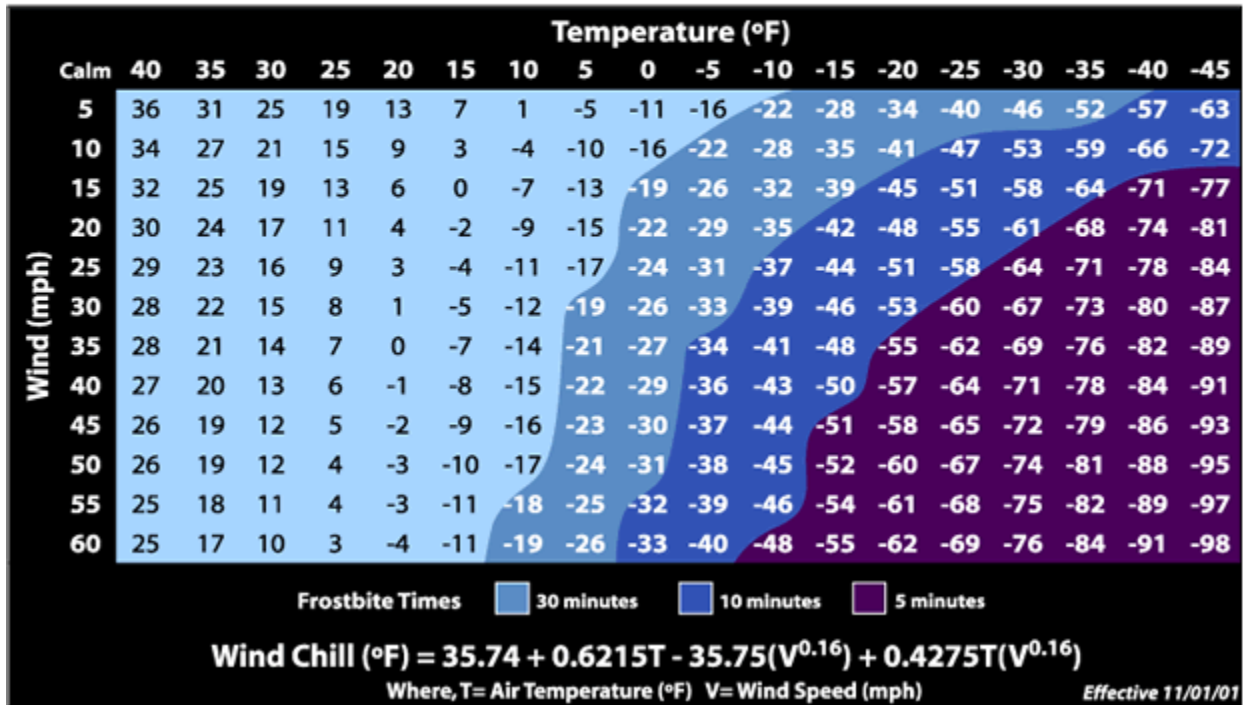 Temperature (ºF)
Calm 40 35 30 25 20 15 10 5 0 -5 -10 -15 -20 -25 -30 -35 -40 -45
5 36 31 25 19 13 7 1 -5 -11 -16 -22 -28 -34 -40 -46 -52 -57 -63
10 34 27 21 15 9 3 -4 -10 -16 -22 -28 -35 -41 -47 -53 -59 -66 -72
15 32 25 19 13 6 0 -7 -13 -19 -26 -32 -39 -45 -51 -58 -64 -71 -77
20 30 24 17 11 4 -2 -9 -15 -22 -29 -35 -42 -48 -55 -61 -68 -74 -81
25 29 23 16 9 3 -4 -11 -17 -24 -31 -37 -44 -51 -58 -64 -71 -78 -84
30 28 22 15 8 1 -5 -12 -19 -26 -33 -39 -46 -53 -60 -67 -73 -80 -87
35 28 21 14 7 0 -7 -14 -21 -27 -34 -41 -48 -55 -62 -69 -76 -82 -89
40 27 20 13 6 -1 -8 -15 -22 -29 -36 -43 -50 -57 -64 -71 -78 -84 -91
45 26 19 12 5 -2 -9 -16 -23 -30 -37 -44 -51 -58 -65 -72 -79 -86 -93
50 26 19 12 4 -3 -10 -17 -24 -31 -38 -45 -52 -60 -67 -74 -81 -88 -95
55 25 18 11 4 -3 -11 -18 -25 -32 -39 -46 -54 -61 -68 -75 -82 -89 -97
60 25 17 10 3 -4 -11 -19 -26 -33 -40 -48 -55 -62 -69 -76 -84 -91 -98
Wind (mph)
Frostbite Times 30 minutes 10 minutes 5 minutes
Wind Chill (ºF) = 35.74 + 0.6215T - 35.75(V^0.16) + 0.4275T(V^0.16)
Where, T= Air Temperature (ºF) V= Wind Speed (mph) Effective 11/01/01